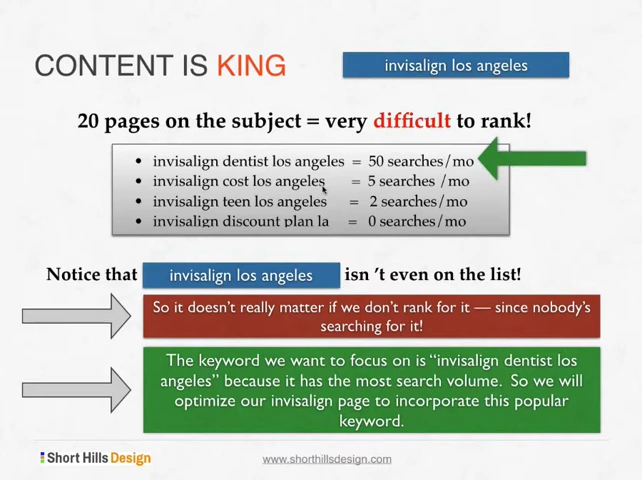 CONTENT IS KING
invisalign los angeles
20 pages on the subject = very difficult to rank!
• invisalign dentist los angeles = 50 searches/mo
• invisalign cost los angeles = 5 searches /mo
• invisalign teen los angeles = 2 searches/mo
• invisalign discount plan la = 0 searches/mo
Notice that invisalign los angeles isn 't even on the list!
So it doesn't really matter if we don't rank for it — since nobody's
searching for it!
The keyword we want to focus on is “invisalign dentist los
angeles” because it has the most search volume. So we will
optimize our invisalign page to incorporate this popular
keyword.
Short Hills Design
www.shorthillsdesign.com